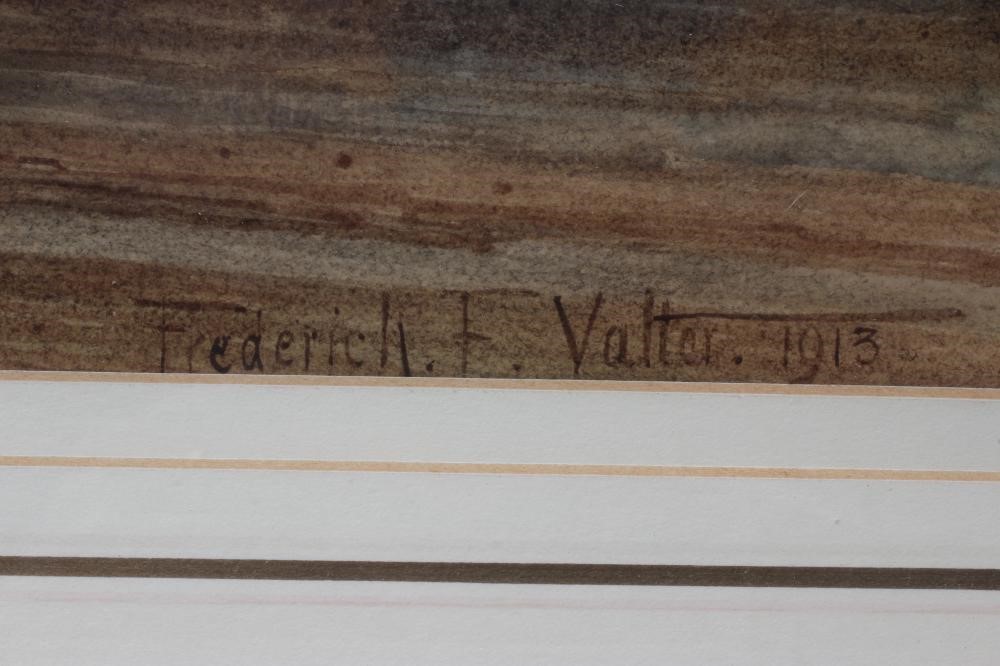 Frederick. E. Valter. 1913